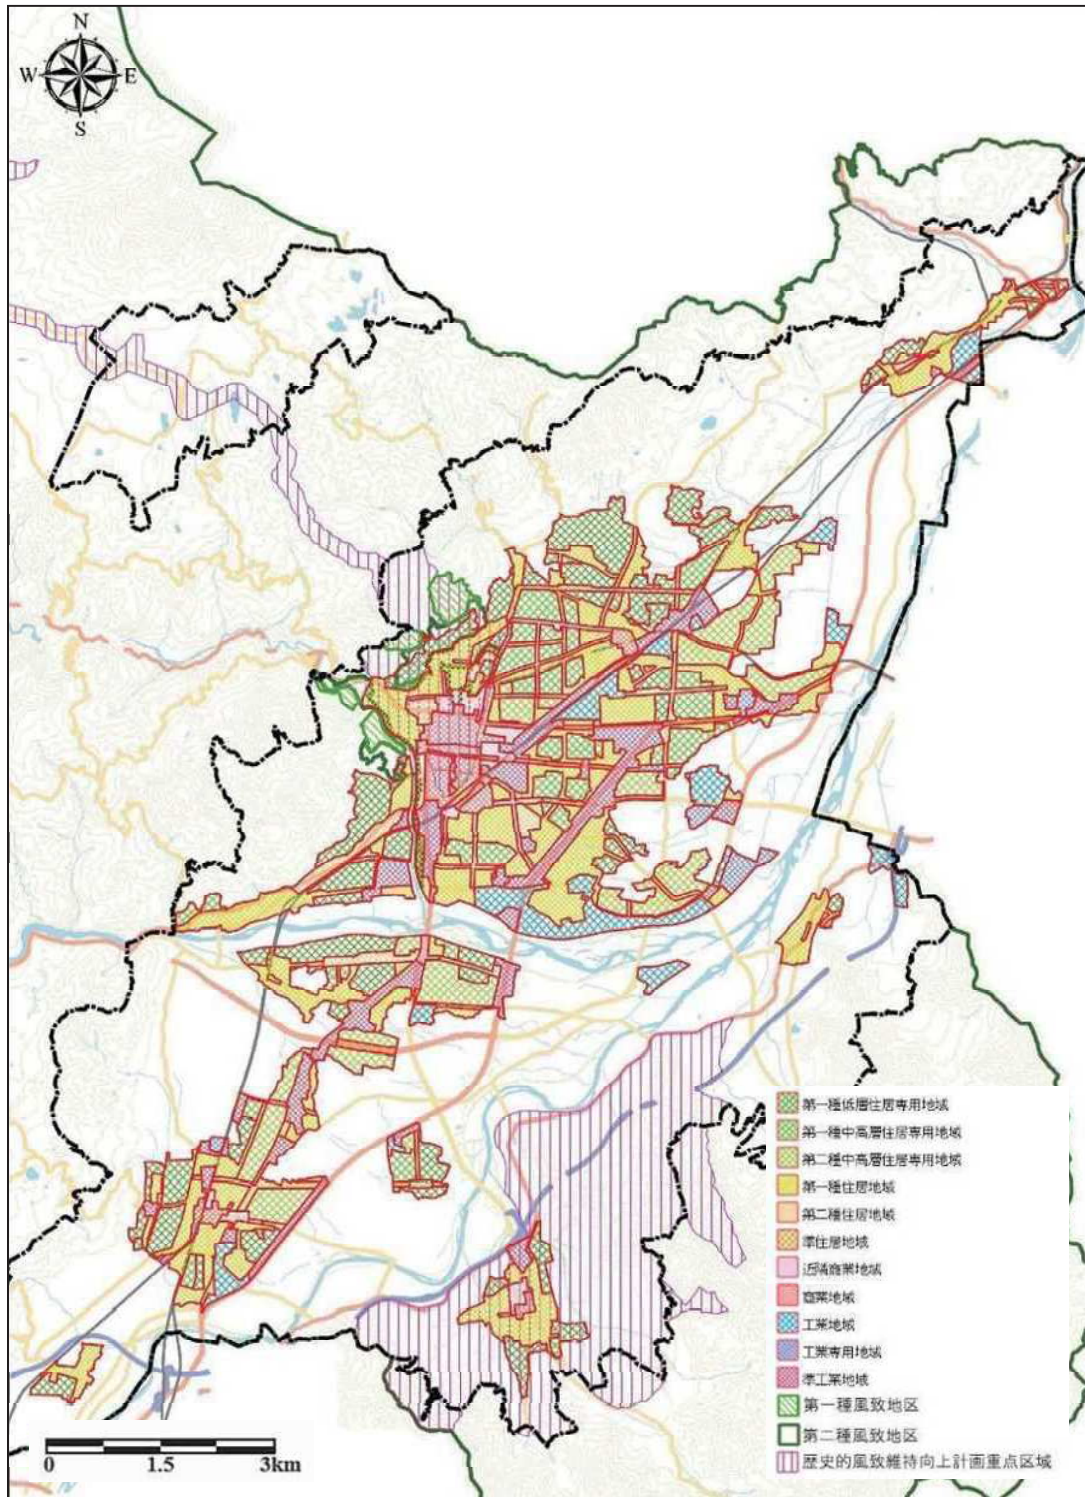 N
W E
S
第一種低層住居専用地域
第一種中高層住居専用地域
第二種中高層住居専用地域
第一種住居地域
第二種住居地域
準住居地域
近隣商業地域
商業地域
工業地域
工業専用地域
準工業地域
第一種風致地区
第二種風致地区
歴史的風致維持向上計画重点区域
0 1.5 3km